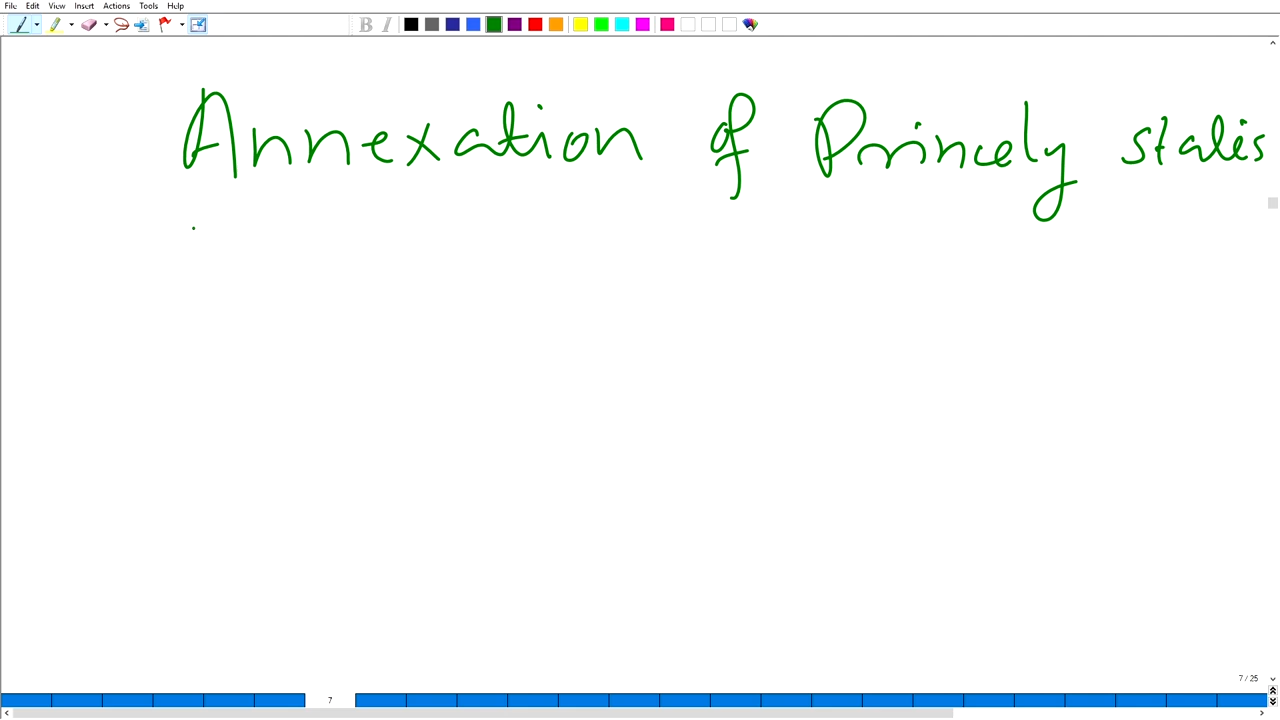 File Edit View Insert Actions Tools Help
B I
Annexation of Princely states
7 / 25
7